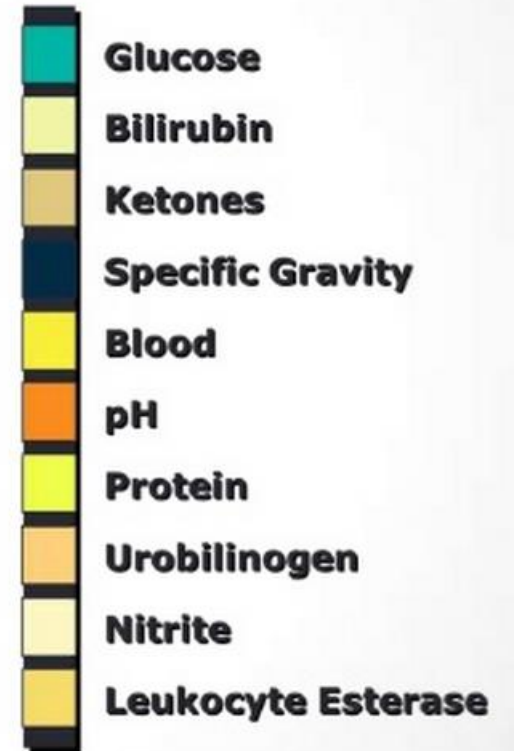 Glucose
Bilirubin
Ketones
Specific Gravity
Blood
pH
Protein
Urobilinogen
Nitrite
Leukocyte Esterase